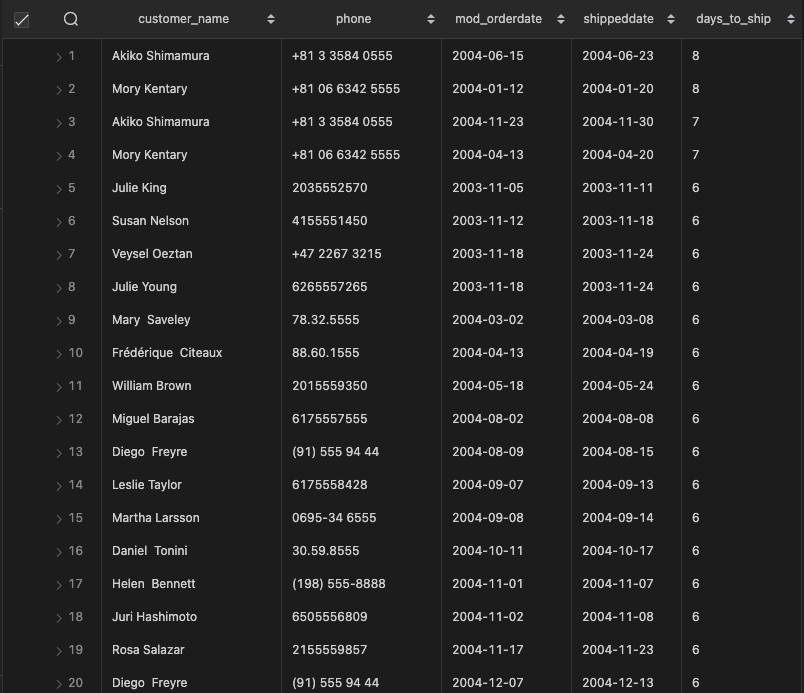 customer_name phone mod_orderdate shippeddate days_to_ship
1 Akiko Shimamura +81 3 3584 0555 2004-06-15 2004-06-23 8
2 Mory Kentary +81 06 6342 5555 2004-01-12 2004-01-20 8
3 Akiko Shimamura +81 3 3584 0555 2004-11-23 2004-11-30 7
4 Mory Kentary +81 06 6342 5555 2004-04-13 2004-04-20 7
5 Julie King 2035552570 2003-11-05 2003-11-11 6
6 Susan Nelson 4155551450 2003-11-12 2003-11-18 6
7 Veysel Oeztan +47 2267 3215 2003-11-18 2003-11-24 6
8 Julie Young 6265557265 2003-11-18 2003-11-24 6
9 Mary  Saveley 78.32.5555 2004-03-02 2004-03-08 6
10 Frédérique  Citeaux 88.60.1555 2004-04-13 2004-04-19 6
11 William Brown 2015559350 2004-05-18 2004-05-24 6
12 Miguel Barajas 6175557555 2004-08-02 2004-08-08 6
13 Diego  Freyre (91) 555 94 44 2004-08-09 2004-08-15 6
14 Leslie Taylor 6175558428 2004-09-07 2004-09-13 6
15 Martha Larsson 0695-34 6555 2004-09-08 2004-09-14 6
16 Daniel  Tonini 30.59.8555 2004-10-11 2004-10-17 6
17 Helen  Bennett (198) 555-8888 2004-11-01 2004-11-07 6
18 Juri Hashimoto 6505556809 2004-11-02 2004-11-08 6
19 Rosa Salazar 2155559857 2004-11-17 2004-11-23 6
20 Diego  Freyre (91) 555 94 44 2004-12-07 2004-12-13 6